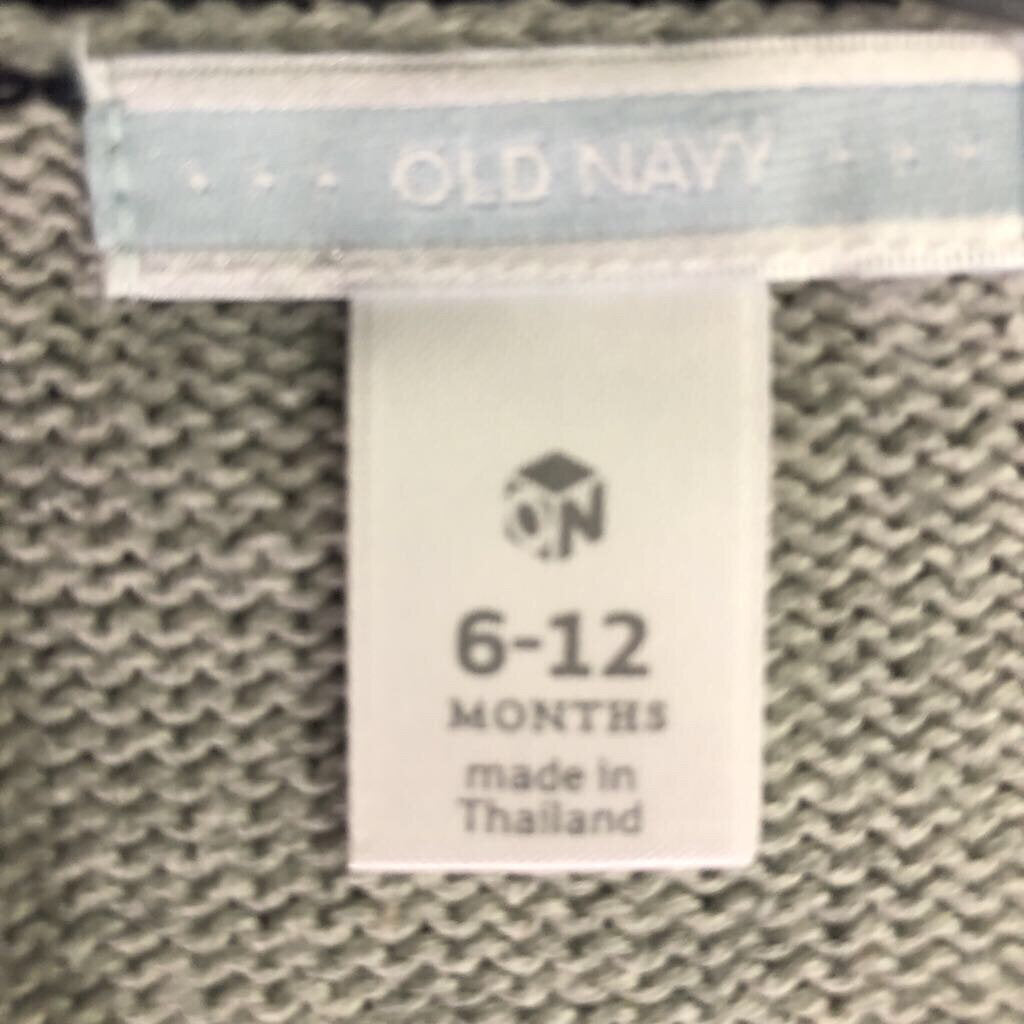 OLD NAVY
ON
6-12
MONTHS
made in
Thailand